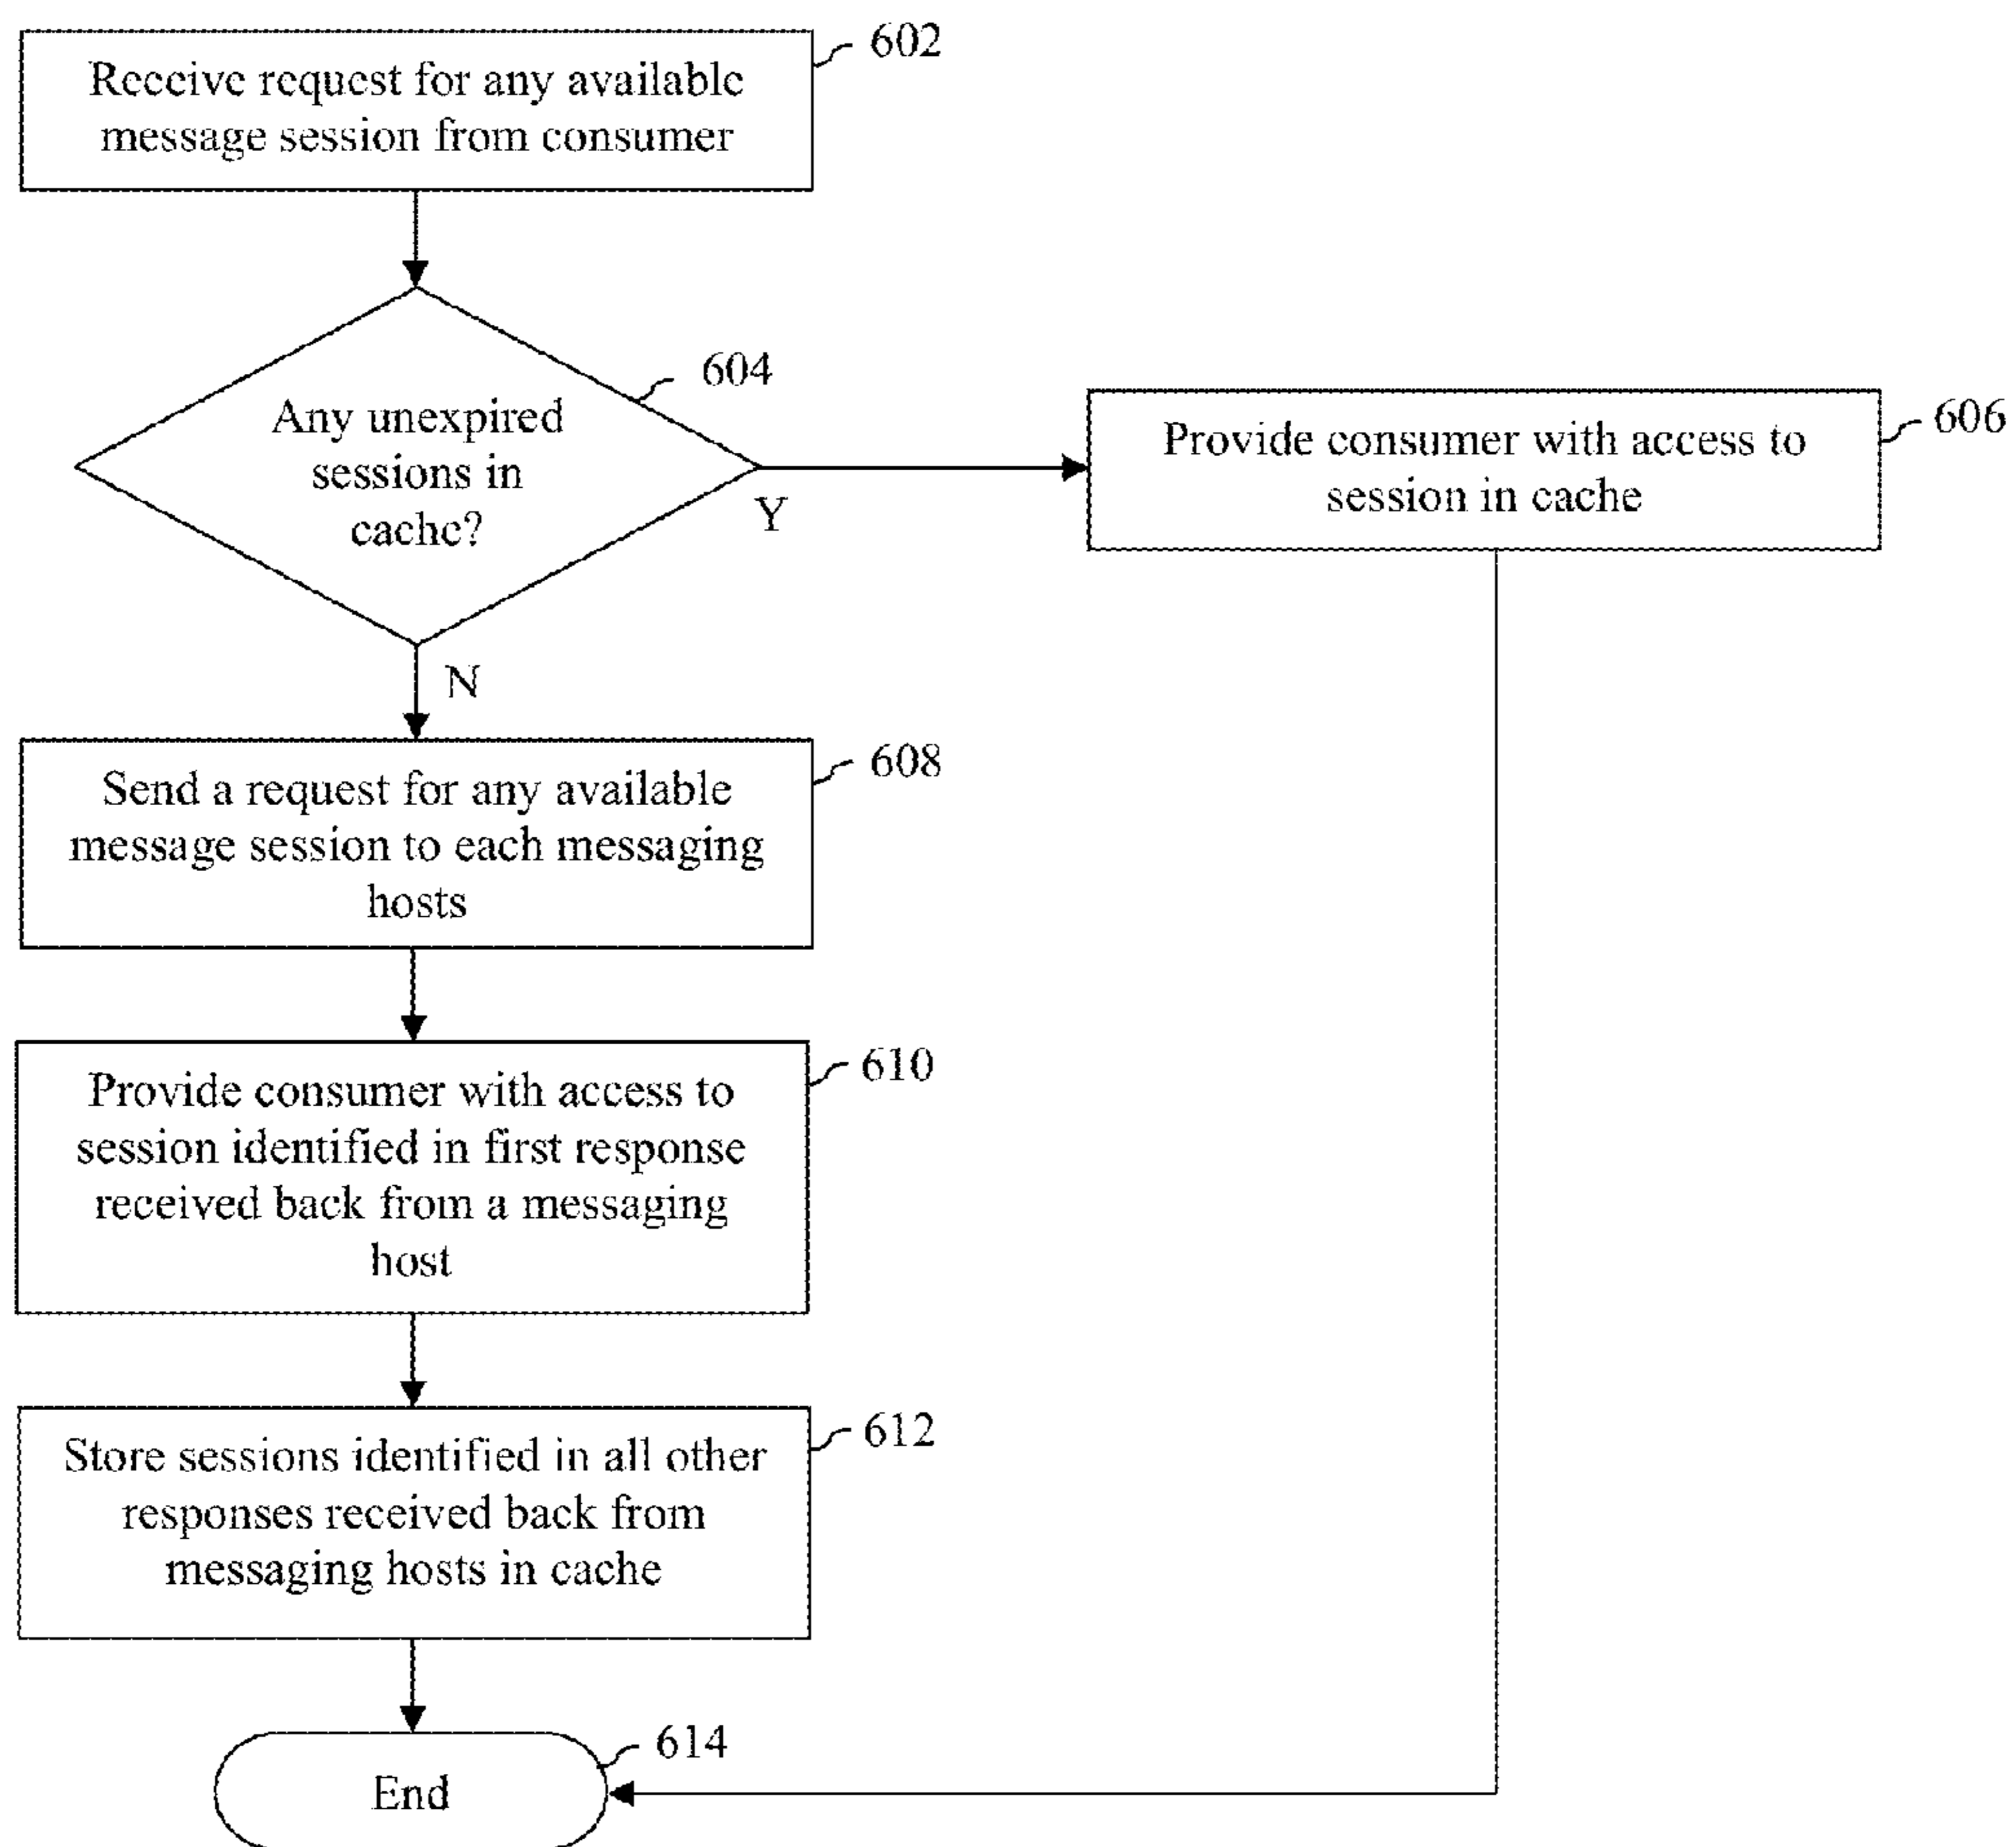 602
Receive request for any available
message session from consumer
604
Any unexpired
sessions in
cache?
Y
606
Provide consumer with access to
session in cache
N
608
Send a request for any available
message session to each messaging
hosts
610
Provide consumer with access to
session identified in first response
received back from a messaging
host
612
Store sessions identified in all other
responses received back from
messaging hosts in cache
614
End